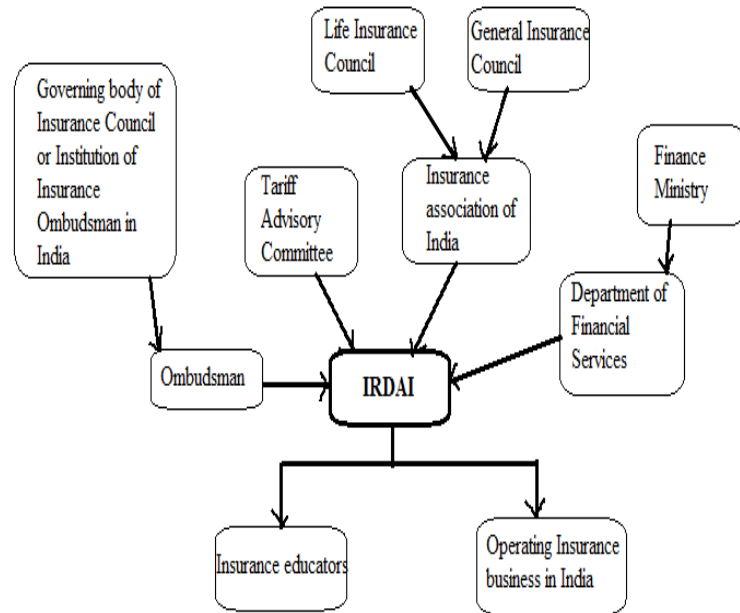 Life Insurance
Council
General Insurance
Council
Governing body of
Insurance Council
or Institution of
Insurance
Ombudsman in
India
Tariff
Advisory
Committee
Insurance
association of
India
Finance
Ministry
Department of
Financial
Services
Ombudsman
IRDAI
Insurance educators
Operating Insurance
business in India